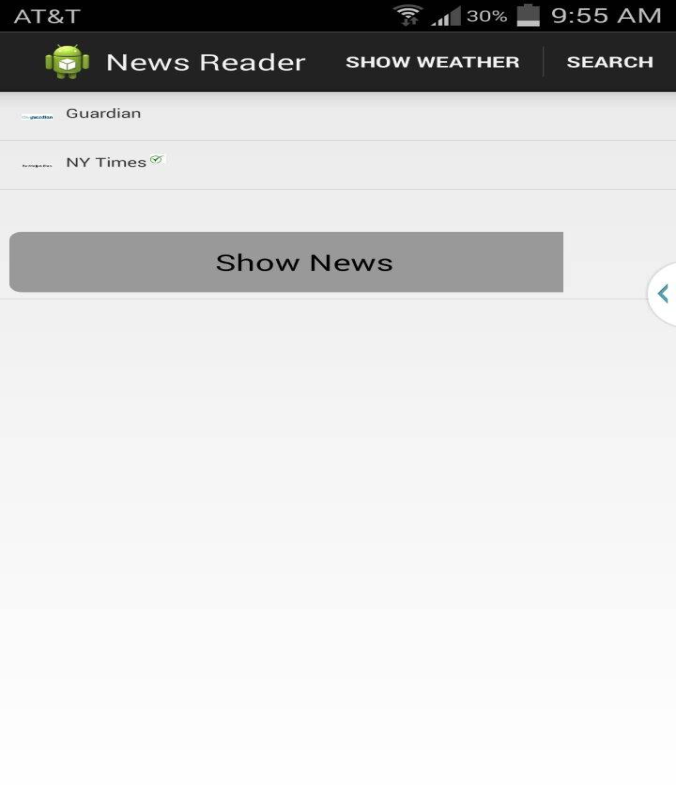 AT&T 30% 9:55 AM
News Reader SHOW WEATHER SEARCH
Guardian
NY Times
Show News